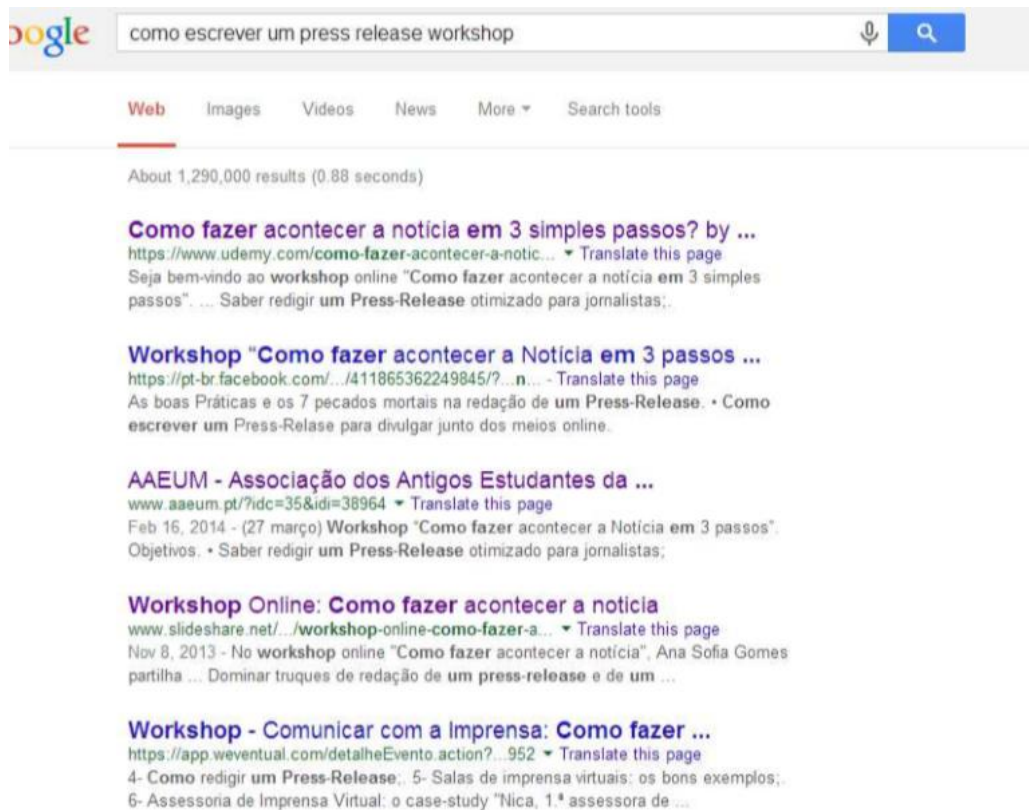 oogle como escrever um press release workshop
Web Images Videos News More Search tools
About 1,290,000 results (0.88 seconds)
Como fazer acontecer a notícia em 3 simples passos? by ...
https://www.udemy.com/como-fazer-acontecer-a-notic... Translate this page
Seja bem-vindo ao workshop online "Como fazer acontecer a notícia em 3 simples
passos". ... Saber redigir um Press-Release otimizado para jornalistas;.
Workshop "Como fazer acontecer a Notícia em 3 passos ...
https://pt-br.facebook.com/.../411865362249845/?...n... - Translate this page
As boas Práticas e os 7 pecados mortais na redação de um Press-Release. • Como
escrever um Press-Relase para divulgar junto dos meios online.
AAEUM - Associação dos Antigos Estudantes da ...
www.aaeum.pt/?idc=35&idi=38964 Translate this page
Feb 16, 2014 - (27 março) Workshop "Como fazer acontecer a Notícia em 3 passos".
Objetivos. • Saber redigir um Press-Release otimizado para jornalistas;
Workshop Online: Como fazer acontecer a noticia
www.slideshare.net/.../workshop-online-como-fazer-a... Translate this page
Nov 8, 2013 - No workshop online "Como fazer acontecer a notícia", Ana Sofia Gomes
partilha ... Dominar truques de redação de um press-release e de um ...
Workshop - Comunicar com a Imprensa: Como fazer ...
https://app.weventual.com/detalheEvento.action?...952 Translate this page
4- Como redigir um Press-Release;. 5- Salas de imprensa virtuais: os bons exemplos;.
6- Assessoria de Imprensa Virtual: o case-study "Nica, 1.ª assessora de ...